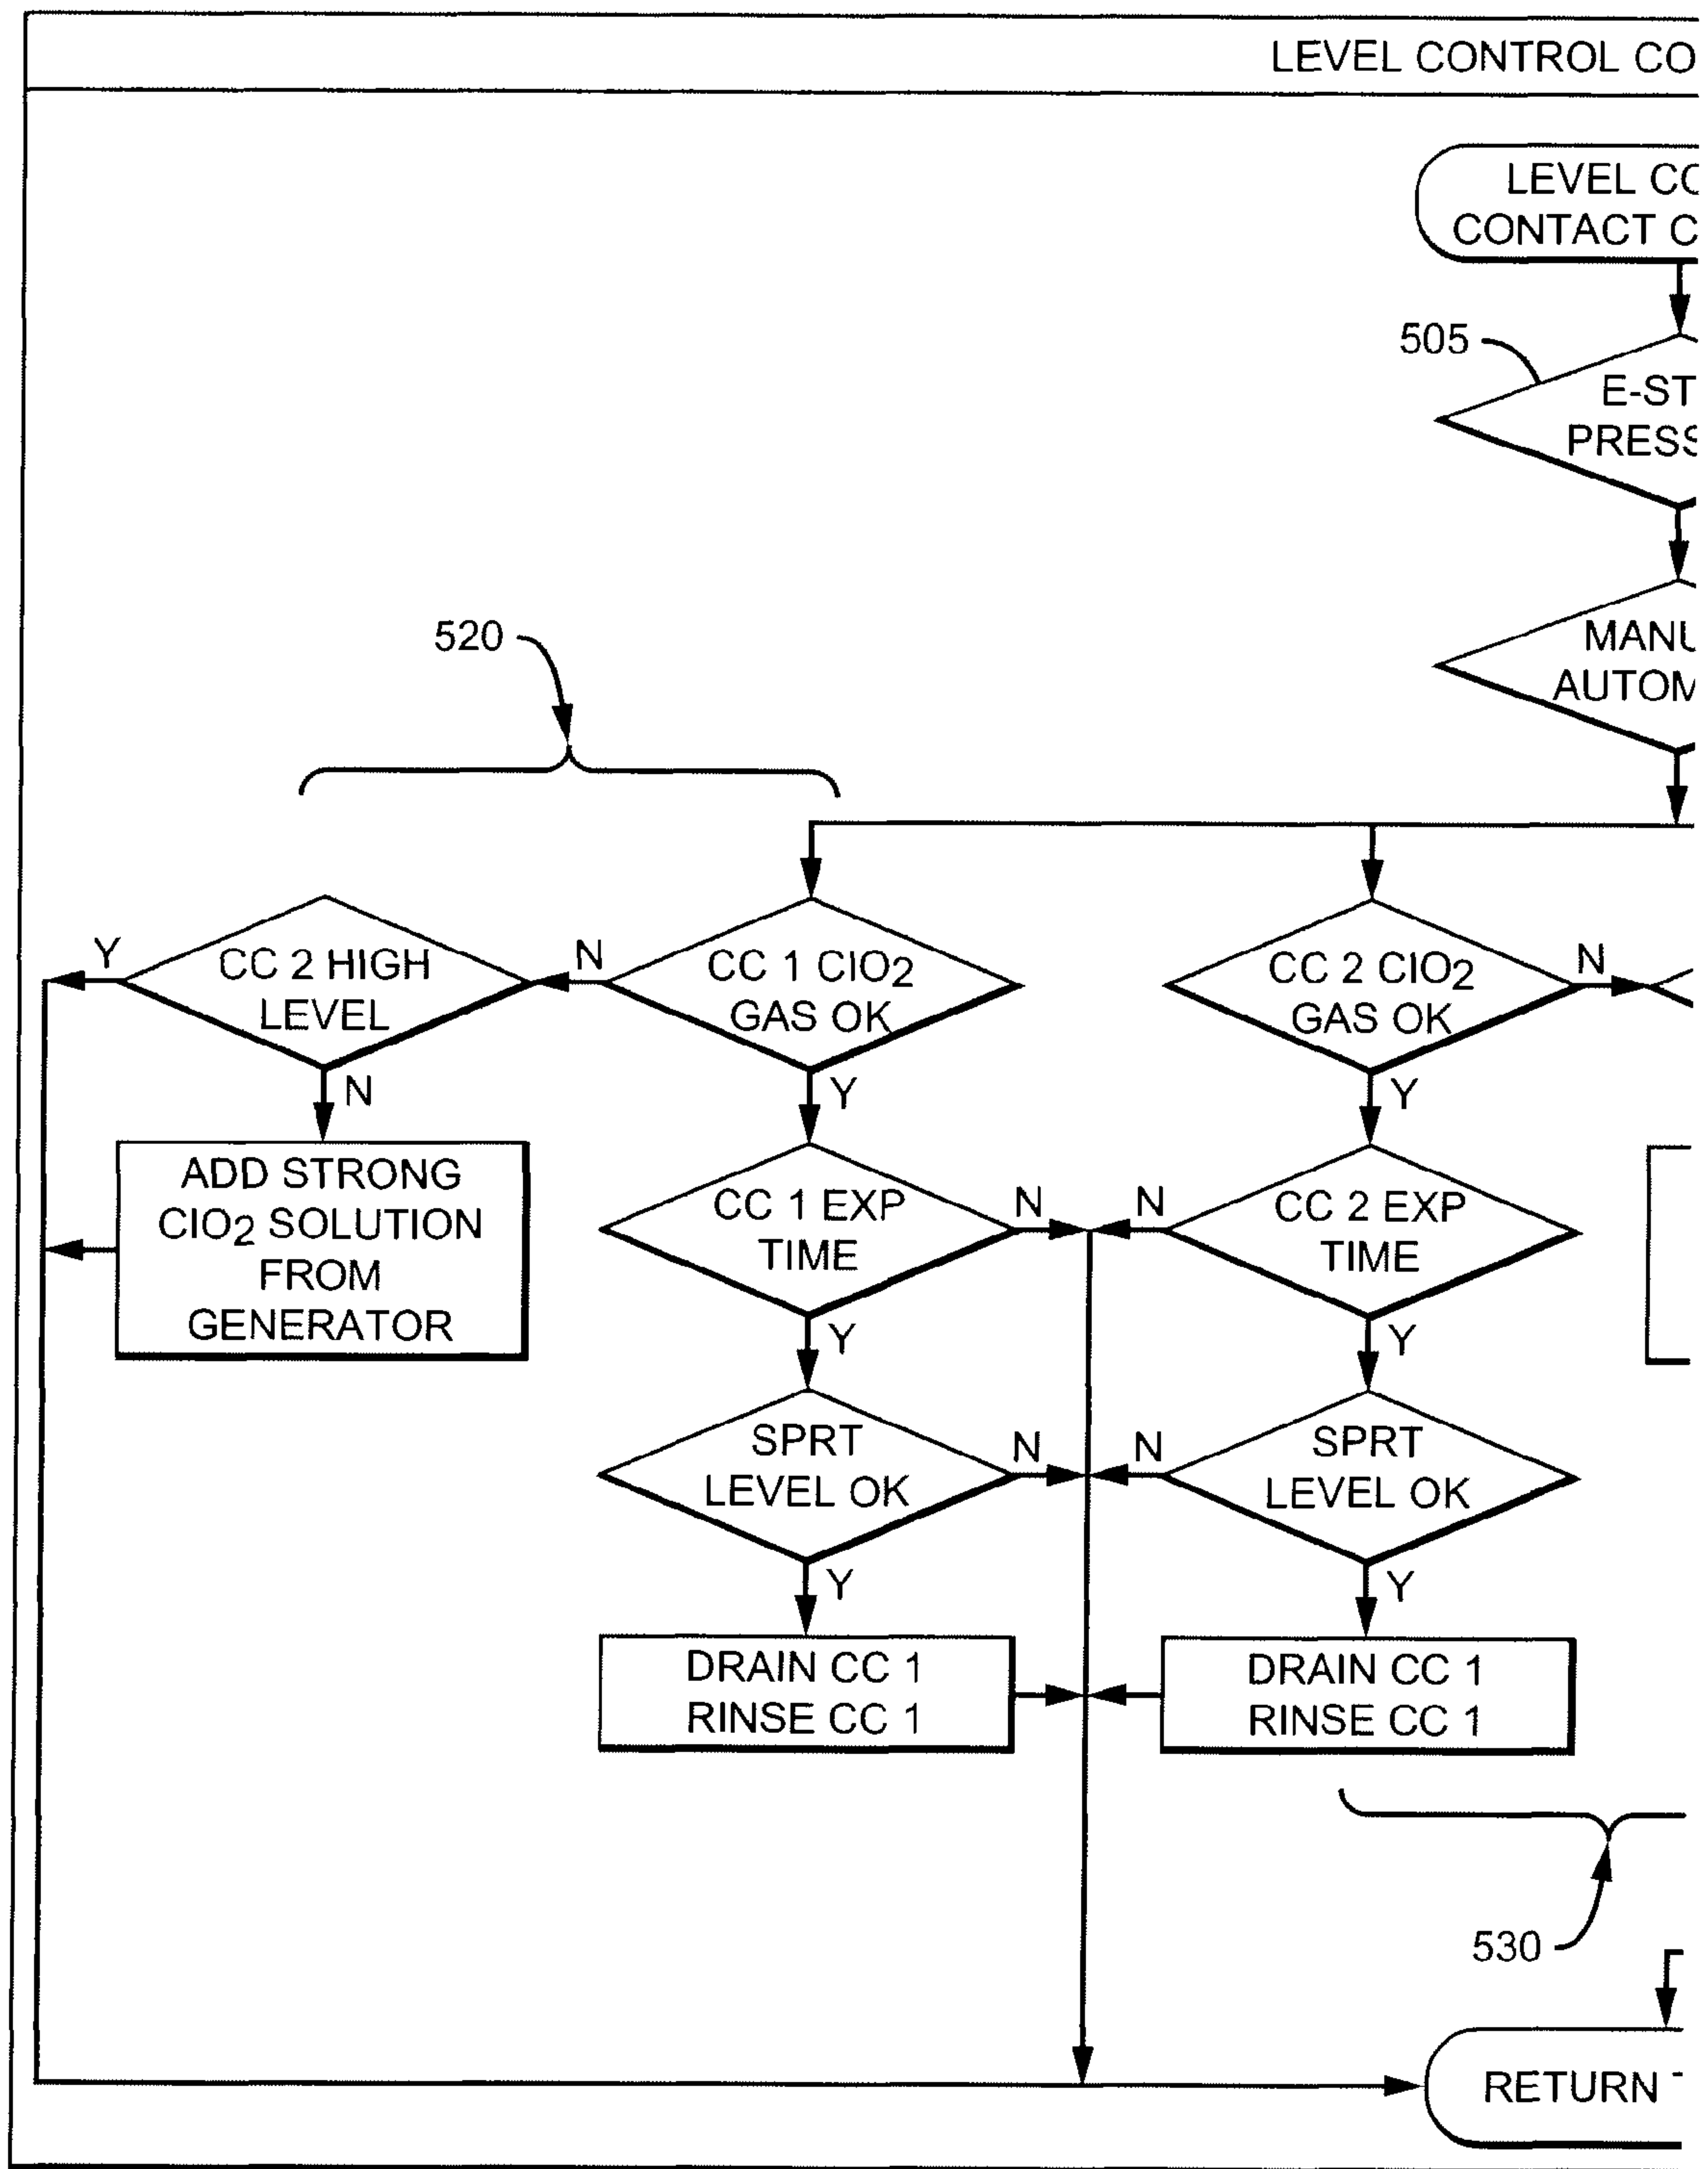 LEVEL CONTROL CO
LEVEL CO
CONTACT C
505
E-ST
PRESS
MANU
AUTOM
520
Y
CC 2 HIGH
LEVEL
N
CC 1 ClO2
GAS OK
CC 2 ClO2
GAS OK
N
N
Y
Y
ADD STRONG
ClO2 SOLUTION
FROM
GENERATOR
CC 1 EXP
TIME
N
N
CC 2 EXP
TIME
Y
Y
SPRT
LEVEL OK
N
N
SPRT
LEVEL OK
Y
Y
DRAIN CC 1
RINSE CC 1
DRAIN CC 1
RINSE CC 1
530
RETURN